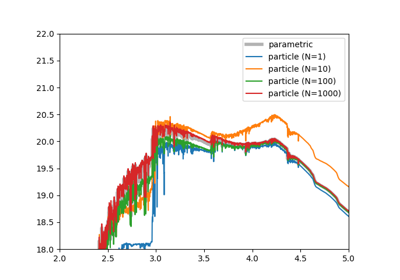 22.0
21.5
21.0
20.5
20.0
19.5
19.0
18.5
18.0
2.0 2.5 3.0 3.5 4.0 4.5 5.0
parametric
particle (N=1)
particle (N=10)
particle (N=100)
particle (N=1000)